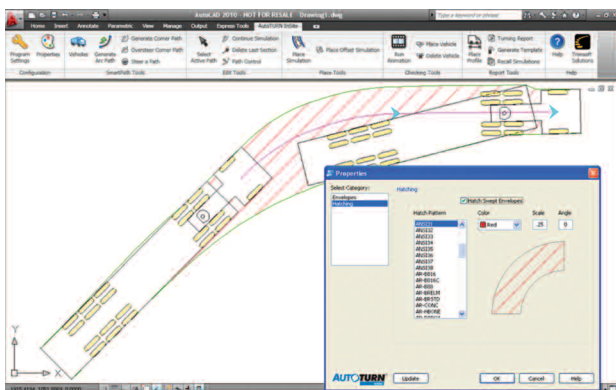 AutoCAD 2010 - NOT FOR RESALE Drawing1.dwg
Type a keyword or phrase
Home Insert Annotate Parametric View Manage Output Express Tools AutoTURN InSite
Program Settings
Properties
Vehicles
Generate Arc Path
Generate Corner Path
Oversteer Corner Path
Steer a Path
Select Active Path
Continue Simulation
Delete Last Section
Path Control
Place Simulation
Place Offset Simulation
Run Animation
Place Vehicle
Delete Vehicle
Place Profile
Turning Report
Generate Template
Recall Simulations
Help
Transoft Solutions
Configuration SmartPath Tools Edit Tools Place Tools Checking Tools Report Tools Help
Properties
Select Category:
Envelopes
Hatching
Hatching
Hatch Swept Envelopes
Hatch Pattern Color Scale Angle
Red .25 0
ANSI31
ANSI32
ANSI33
ANSI34
ANSI35
ANSI36
ANSI37
ANSI38
AR-B816
AR-B816C
AR-B88
AR-BRELM
AR-BRSTD
AR-CONC
AR-HBONE
Y
X
AUTOTURN
Update OK Cancel Help